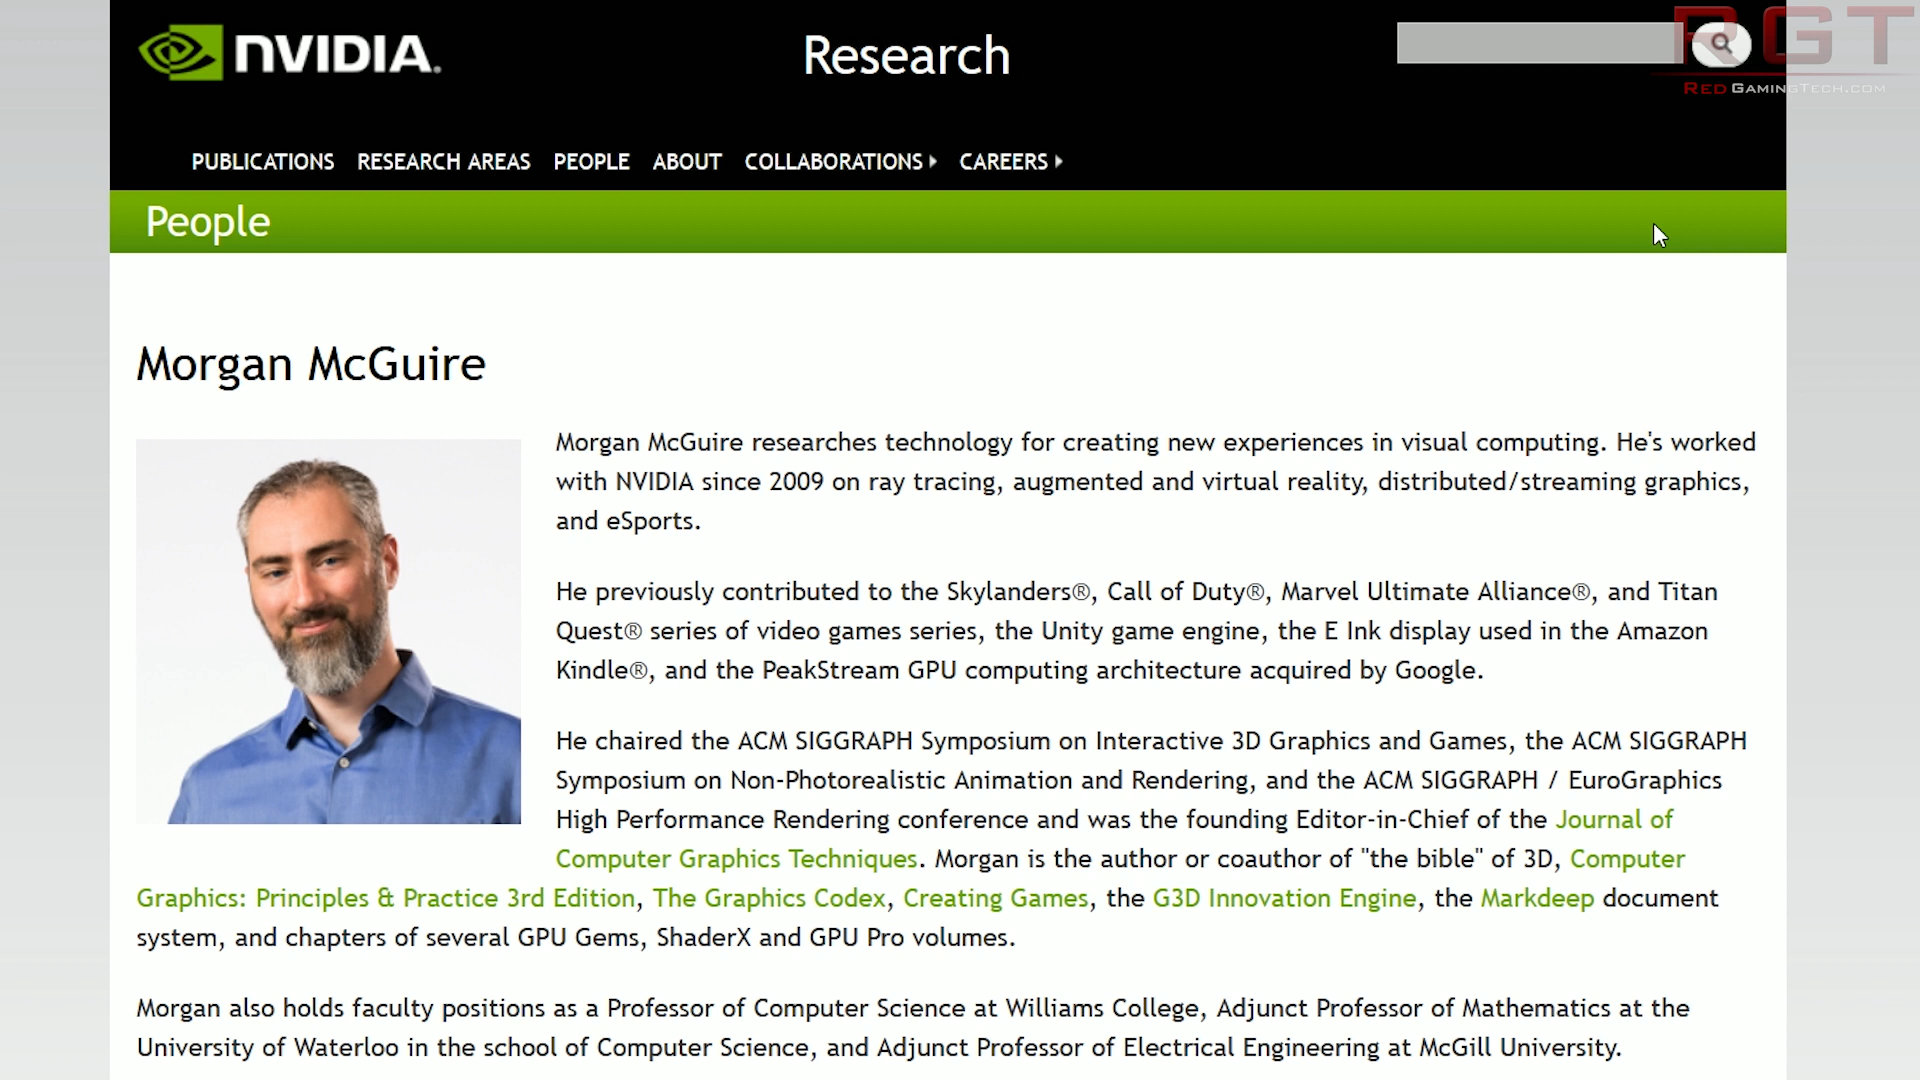 NVIDIA.
Research
RGT
RED GAMINGTECH.COM
PUBLICATIONS RESEARCH AREAS PEOPLE ABOUT COLLABORATIONS CAREERS
People
Morgan McGuire
Morgan McGuire researches technology for creating new experiences in visual computing. He's worked
with NVIDIA since 2009 on ray tracing, augmented and virtual reality, distributed/streaming graphics,
and eSports.
He previously contributed to the Skylanders®, Call of Duty®, Marvel Ultimate Alliance®, and Titan
Quest® series of video games series, the Unity game engine, the E Ink display used in the Amazon
Kindle®, and the PeakStream GPU computing architecture acquired by Google.
He chaired the ACM SIGGRAPH Symposium on Interactive 3D Graphics and Games, the ACM SIGGRAPH
Symposium on Non-Photorealistic Animation and Rendering, and the ACM SIGGRAPH / EuroGraphics
High Performance Rendering conference and was the founding Editor-in-Chief of the Journal of
Computer Graphics Techniques. Morgan is the author or coauthor of "the bible" of 3D, Computer
Graphics: Principles & Practice 3rd Edition, The Graphics Codex, Creating Games, the G3D Innovation Engine, the Markdeep document
system, and chapters of several GPU Gems, ShaderX and GPU Pro volumes.
Morgan also holds faculty positions as a Professor of Computer Science at Williams College, Adjunct Professor of Mathematics at the
University of Waterloo in the school of Computer Science, and Adjunct Professor of Electrical Engineering at McGill University.